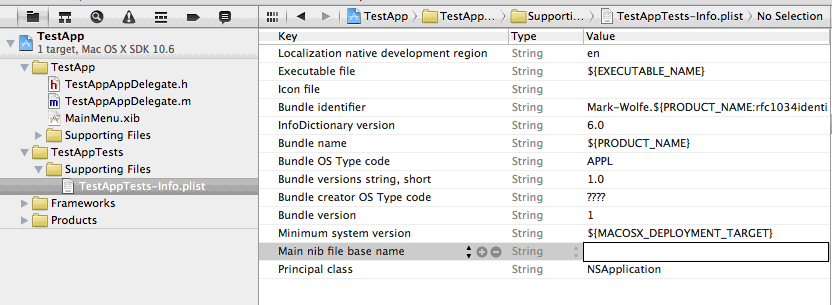 TestApp TestApp... Supporti... TestAppTests-Info.plist No Selection
TestApp
1 target, Mac OS X SDK 10.6
TestApp
h TestAppAppDelegate.h
m TestAppAppDelegate.m
MainMenu.xib
Supporting Files
TestAppTests
Supporting Files
TestAppTests-Info.plist
Frameworks
Products
Key Type Value
Localization native development region String en
Executable file String ${EXECUTABLE_NAME}
Icon file String
Bundle identifier String Mark-Wolfe.${PRODUCT_NAME:rfc1034identi
InfoDictionary version String 6.0
Bundle name String ${PRODUCT_NAME}
Bundle OS Type code String APPL
Bundle versions string, short String 1.0
Bundle creator OS Type code String ????
Bundle version String 1
Minimum system version String ${MACOSX_DEPLOYMENT_TARGET}
Main nib file base name String
Principal class String NSApplication